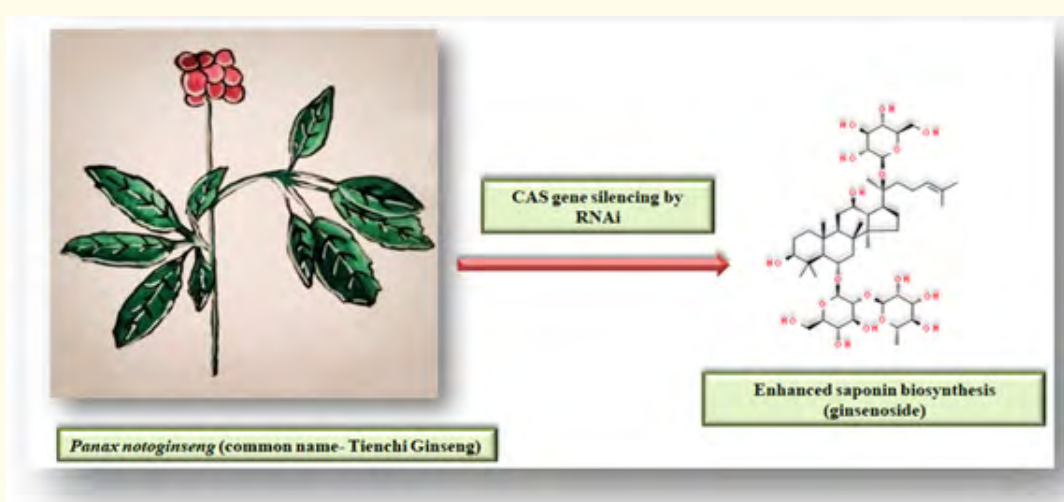 CAS gene silencing by
RNAi
Enhanced saponin biosynthesis
(ginsenoside)
Panax notoginseng (common name- Tienchi Ginseng)